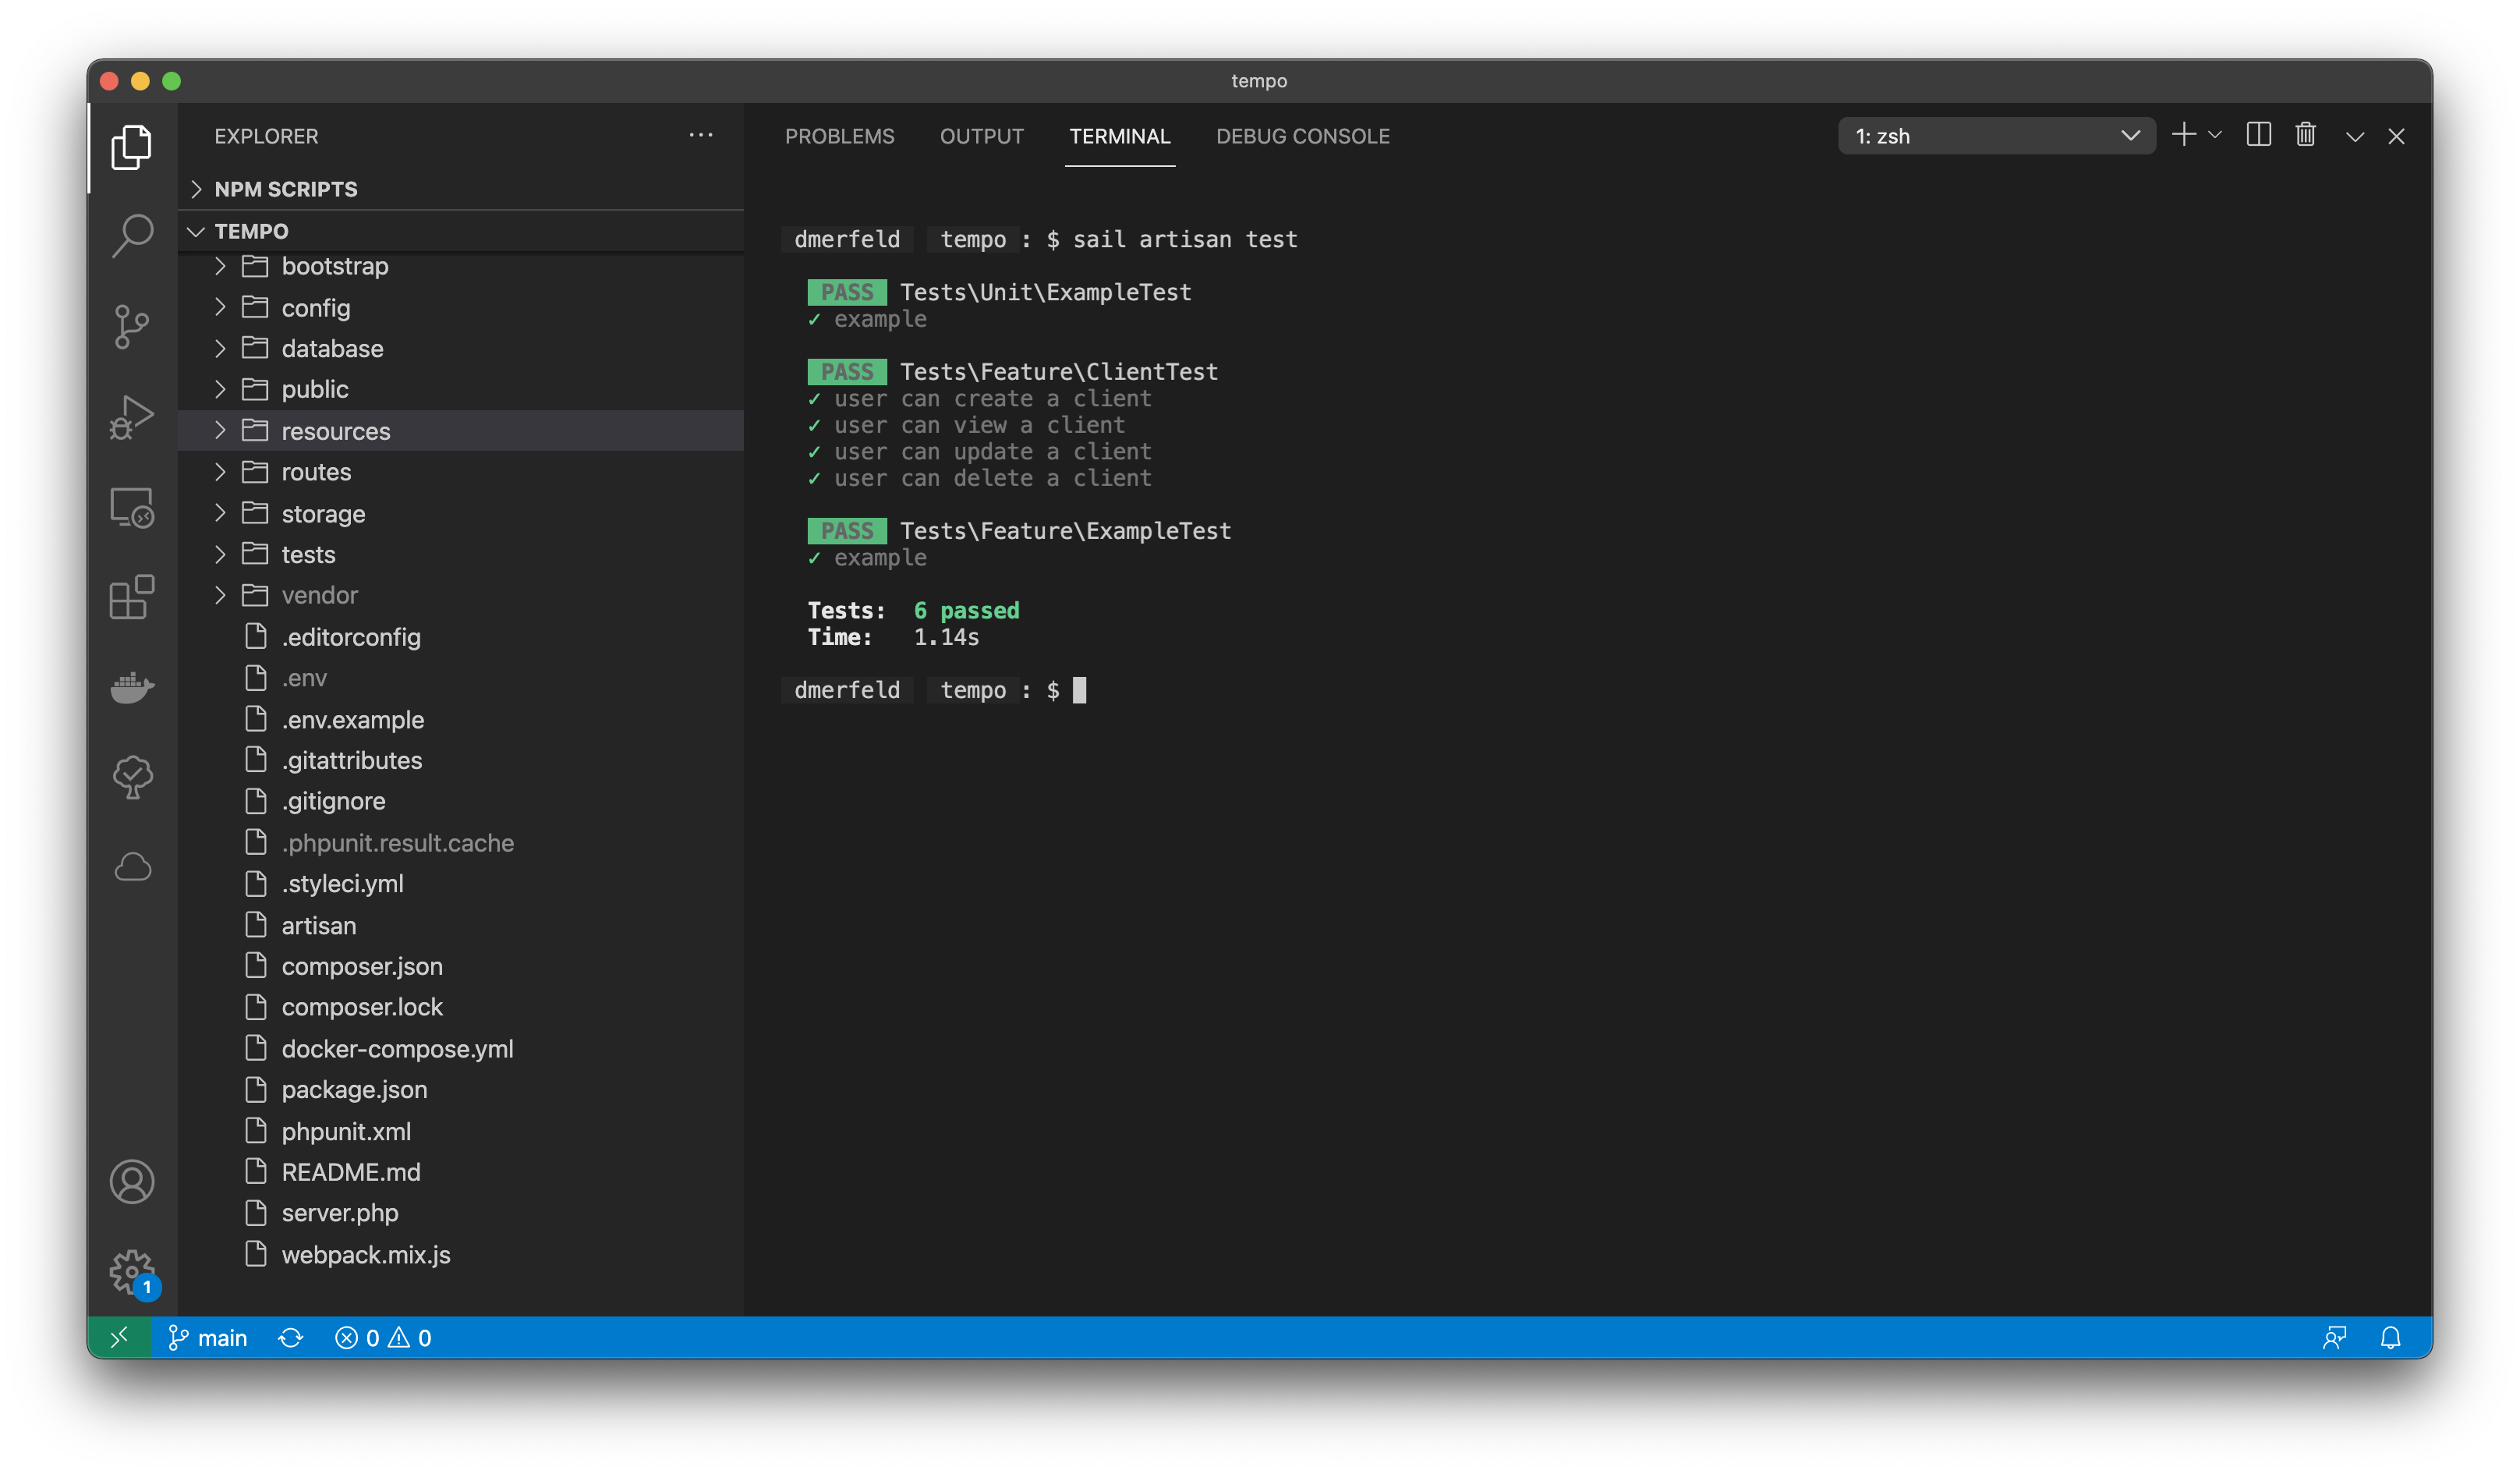 tempo
EXPLORER
NPM SCRIPTS
TEMPO
bootstrap
config
database
public
resources
routes
storage
tests
vendor
.editorconfig
.env
.env.example
.gitattributes
.gitignore
.phpunit.result.cache
.styleci.yml
artisan
composer.json
composer.lock
docker-compose.yml
package.json
phpunit.xml
README.md
server.php
webpack.mix.js
1
PROBLEMS OUTPUT TERMINAL DEBUG CONSOLE 1: zsh
dmerfeld tempo : $ sail artisan test
PASS Tests\Unit\ExampleTest
✓ example
PASS Tests\Feature\ClientTest
✓ user can create a client
✓ user can view a client
✓ user can update a client
✓ user can delete a client
PASS Tests\Feature\ExampleTest
✓ example
Tests: 6 passed
Time: 1.14s
dmerfeld tempo : $
main 0 0